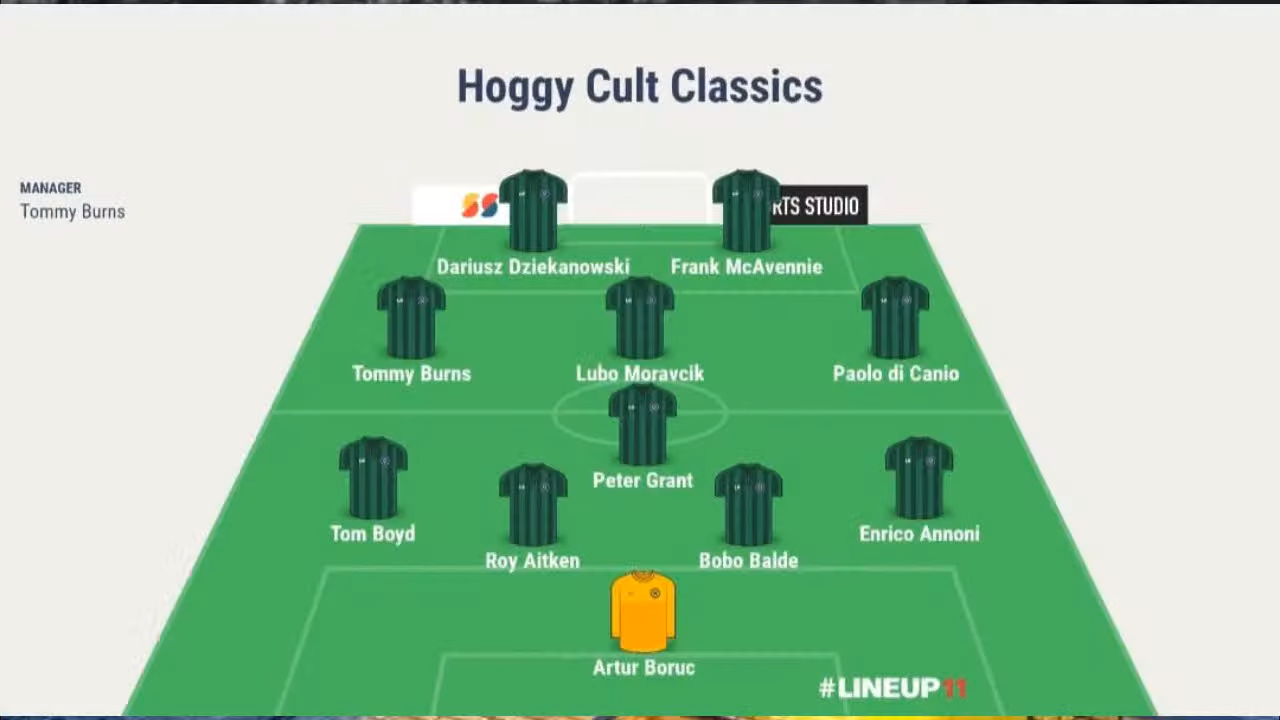 Hoggy Cult Classics
MANAGER
Tommy Burns
RTS STUDIO
Dariusz Dziekanowski
Frank McAvennie
Tommy Burns
Lubo Moravcik
Paolo di Canio
Peter Grant
Tom Boyd
Roy Aitken
Bobo Balde
Enrico Annoni
Artur Boruc
#LINEUP11